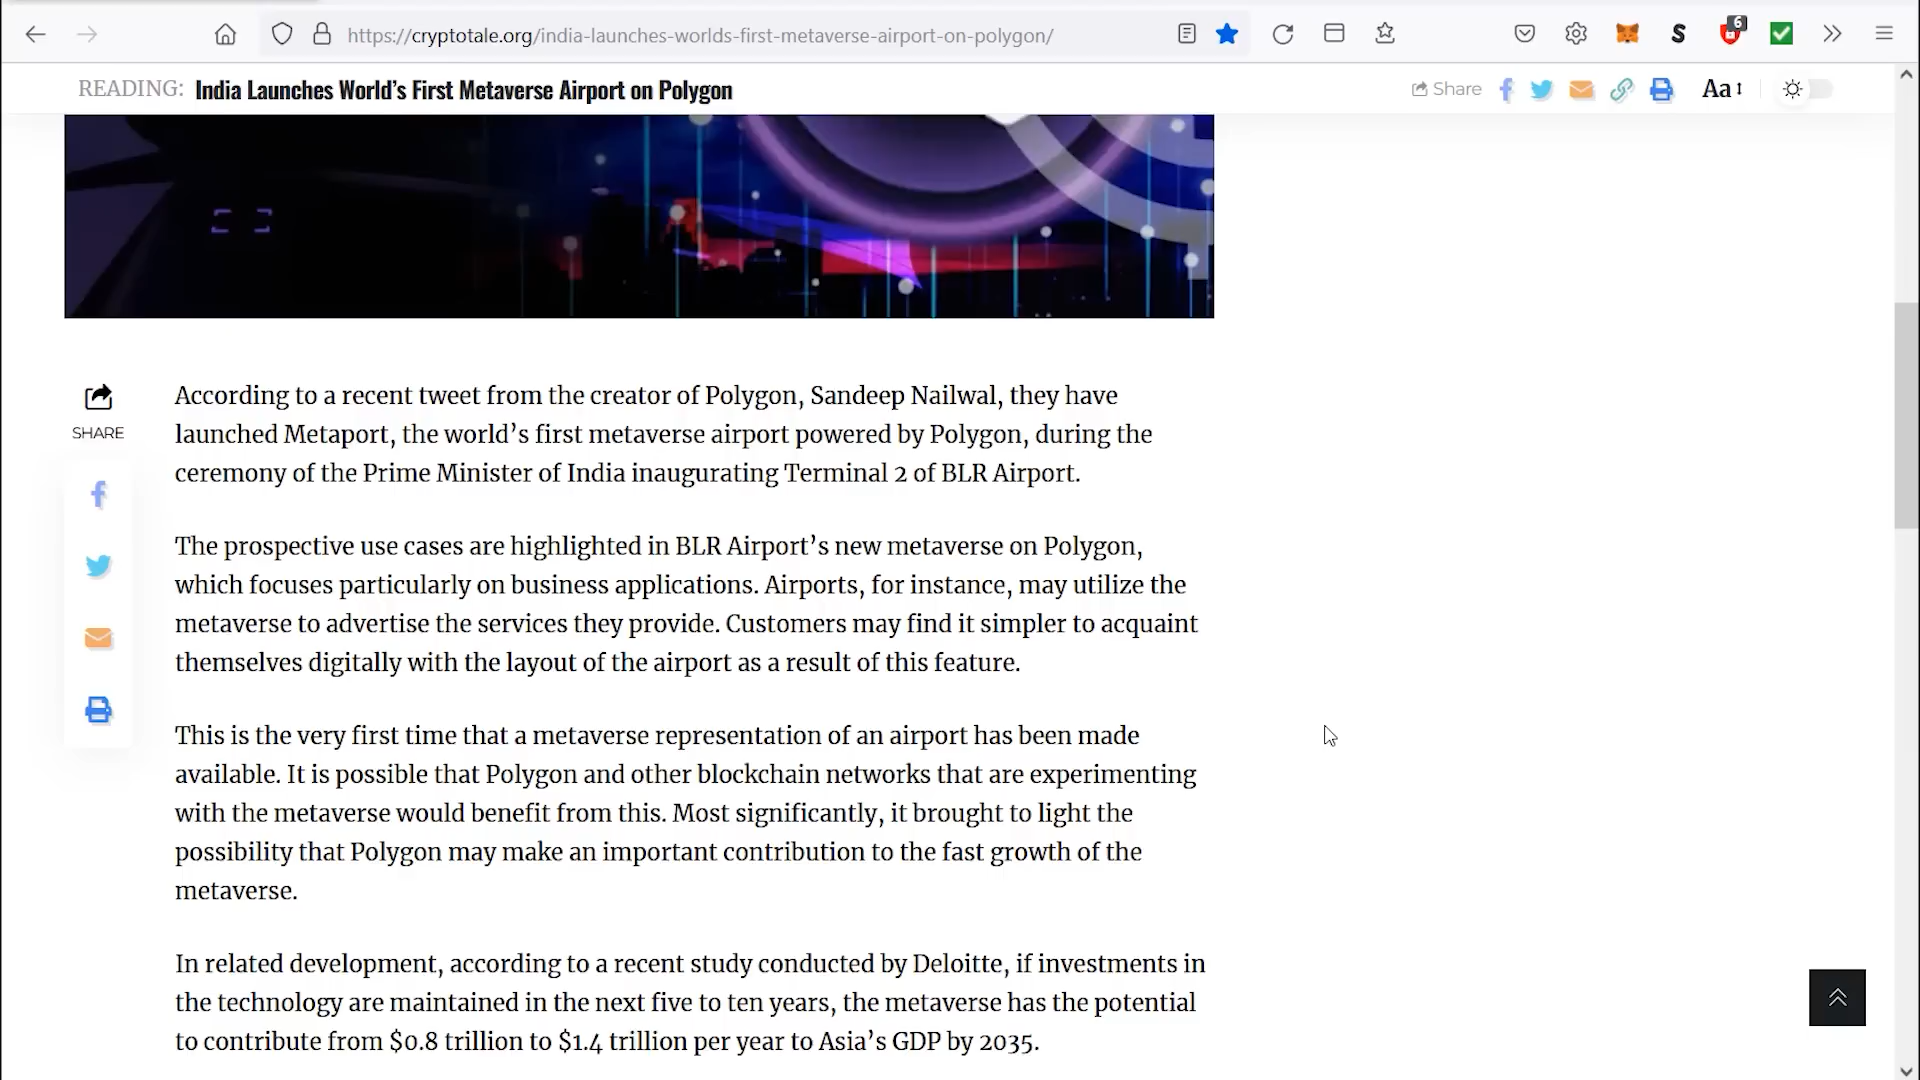 https://cryptotale.org/india-launches-worlds-first-metaverse-airport-on-polygon/
6
READING: India Launches World’s First Metaverse Airport on Polygon
Share
Aa
According to a recent tweet from the creator of Polygon, Sandeep Nailwal, they have
launched Metaport, the world’s first metaverse airport powered by Polygon, during the
ceremony of the Prime Minister of India inaugurating Terminal 2 of BLR Airport.
SHARE
The prospective use cases are highlighted in BLR Airport’s new metaverse on Polygon,
which focuses particularly on business applications. Airports, for instance, may utilize the
metaverse to advertise the services they provide. Customers may find it simpler to acquaint
themselves digitally with the layout of the airport as a result of this feature.
This is the very first time that a metaverse representation of an airport has been made
available. It is possible that Polygon and other blockchain networks that are experimenting
with the metaverse would benefit from this. Most significantly, it brought to light the
possibility that Polygon may make an important contribution to the fast growth of the
metaverse.
In related development, according to a recent study conducted by Deloitte, if investments in
the technology are maintained in the next five to ten years, the metaverse has the potential
to contribute from $0.8 trillion to $1.4 trillion per year to Asia’s GDP by 2035.